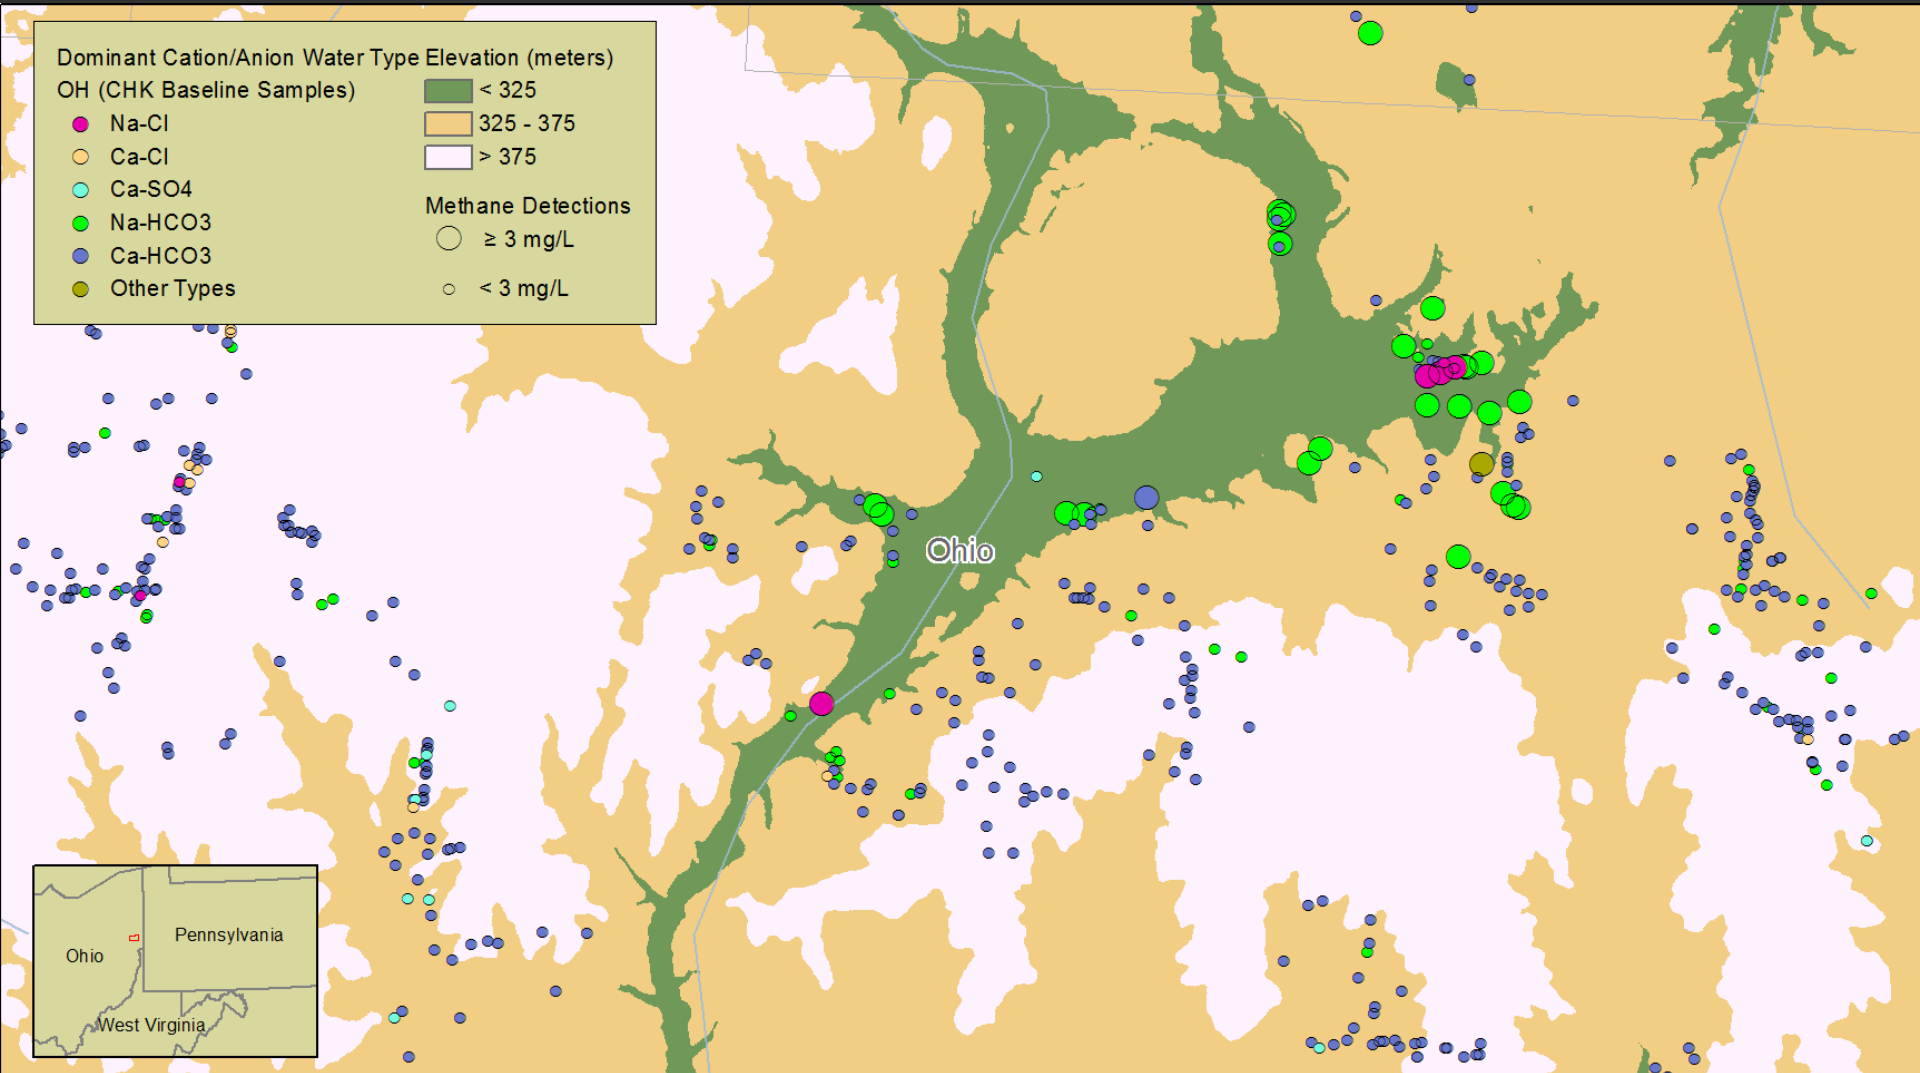 Dominant Cation/Anion Water Type
OH (CHK Baseline Samples)
Na-Cl
Ca-Cl
Ca-SO4
Na-HCO3
Ca-HCO3
Other Types
Elevation (meters)
< 325
325 - 375
> 375
Methane Detections
≥ 3 mg/L
< 3 mg/L
Ohio
Ohio
Pennsylvania
West Virginia